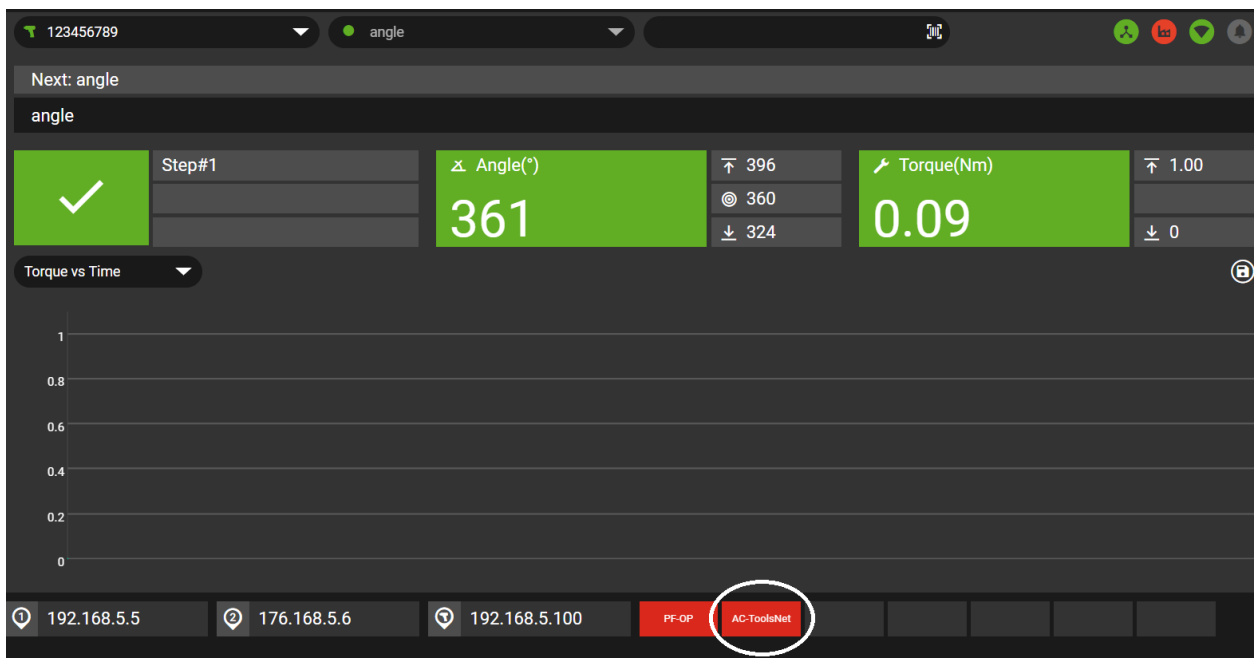 123456789 angle
Next: angle
angle
Step#1 Angle(°) 396 Torque(Nm) 1.00
361 360 0.09
324 0
Torque vs Time
1
0.8
0.6
0.4
0.2
0
1 192.168.5.5 2 176.168.5.6 192.168.5.100 PF-OP AC-ToolsNet